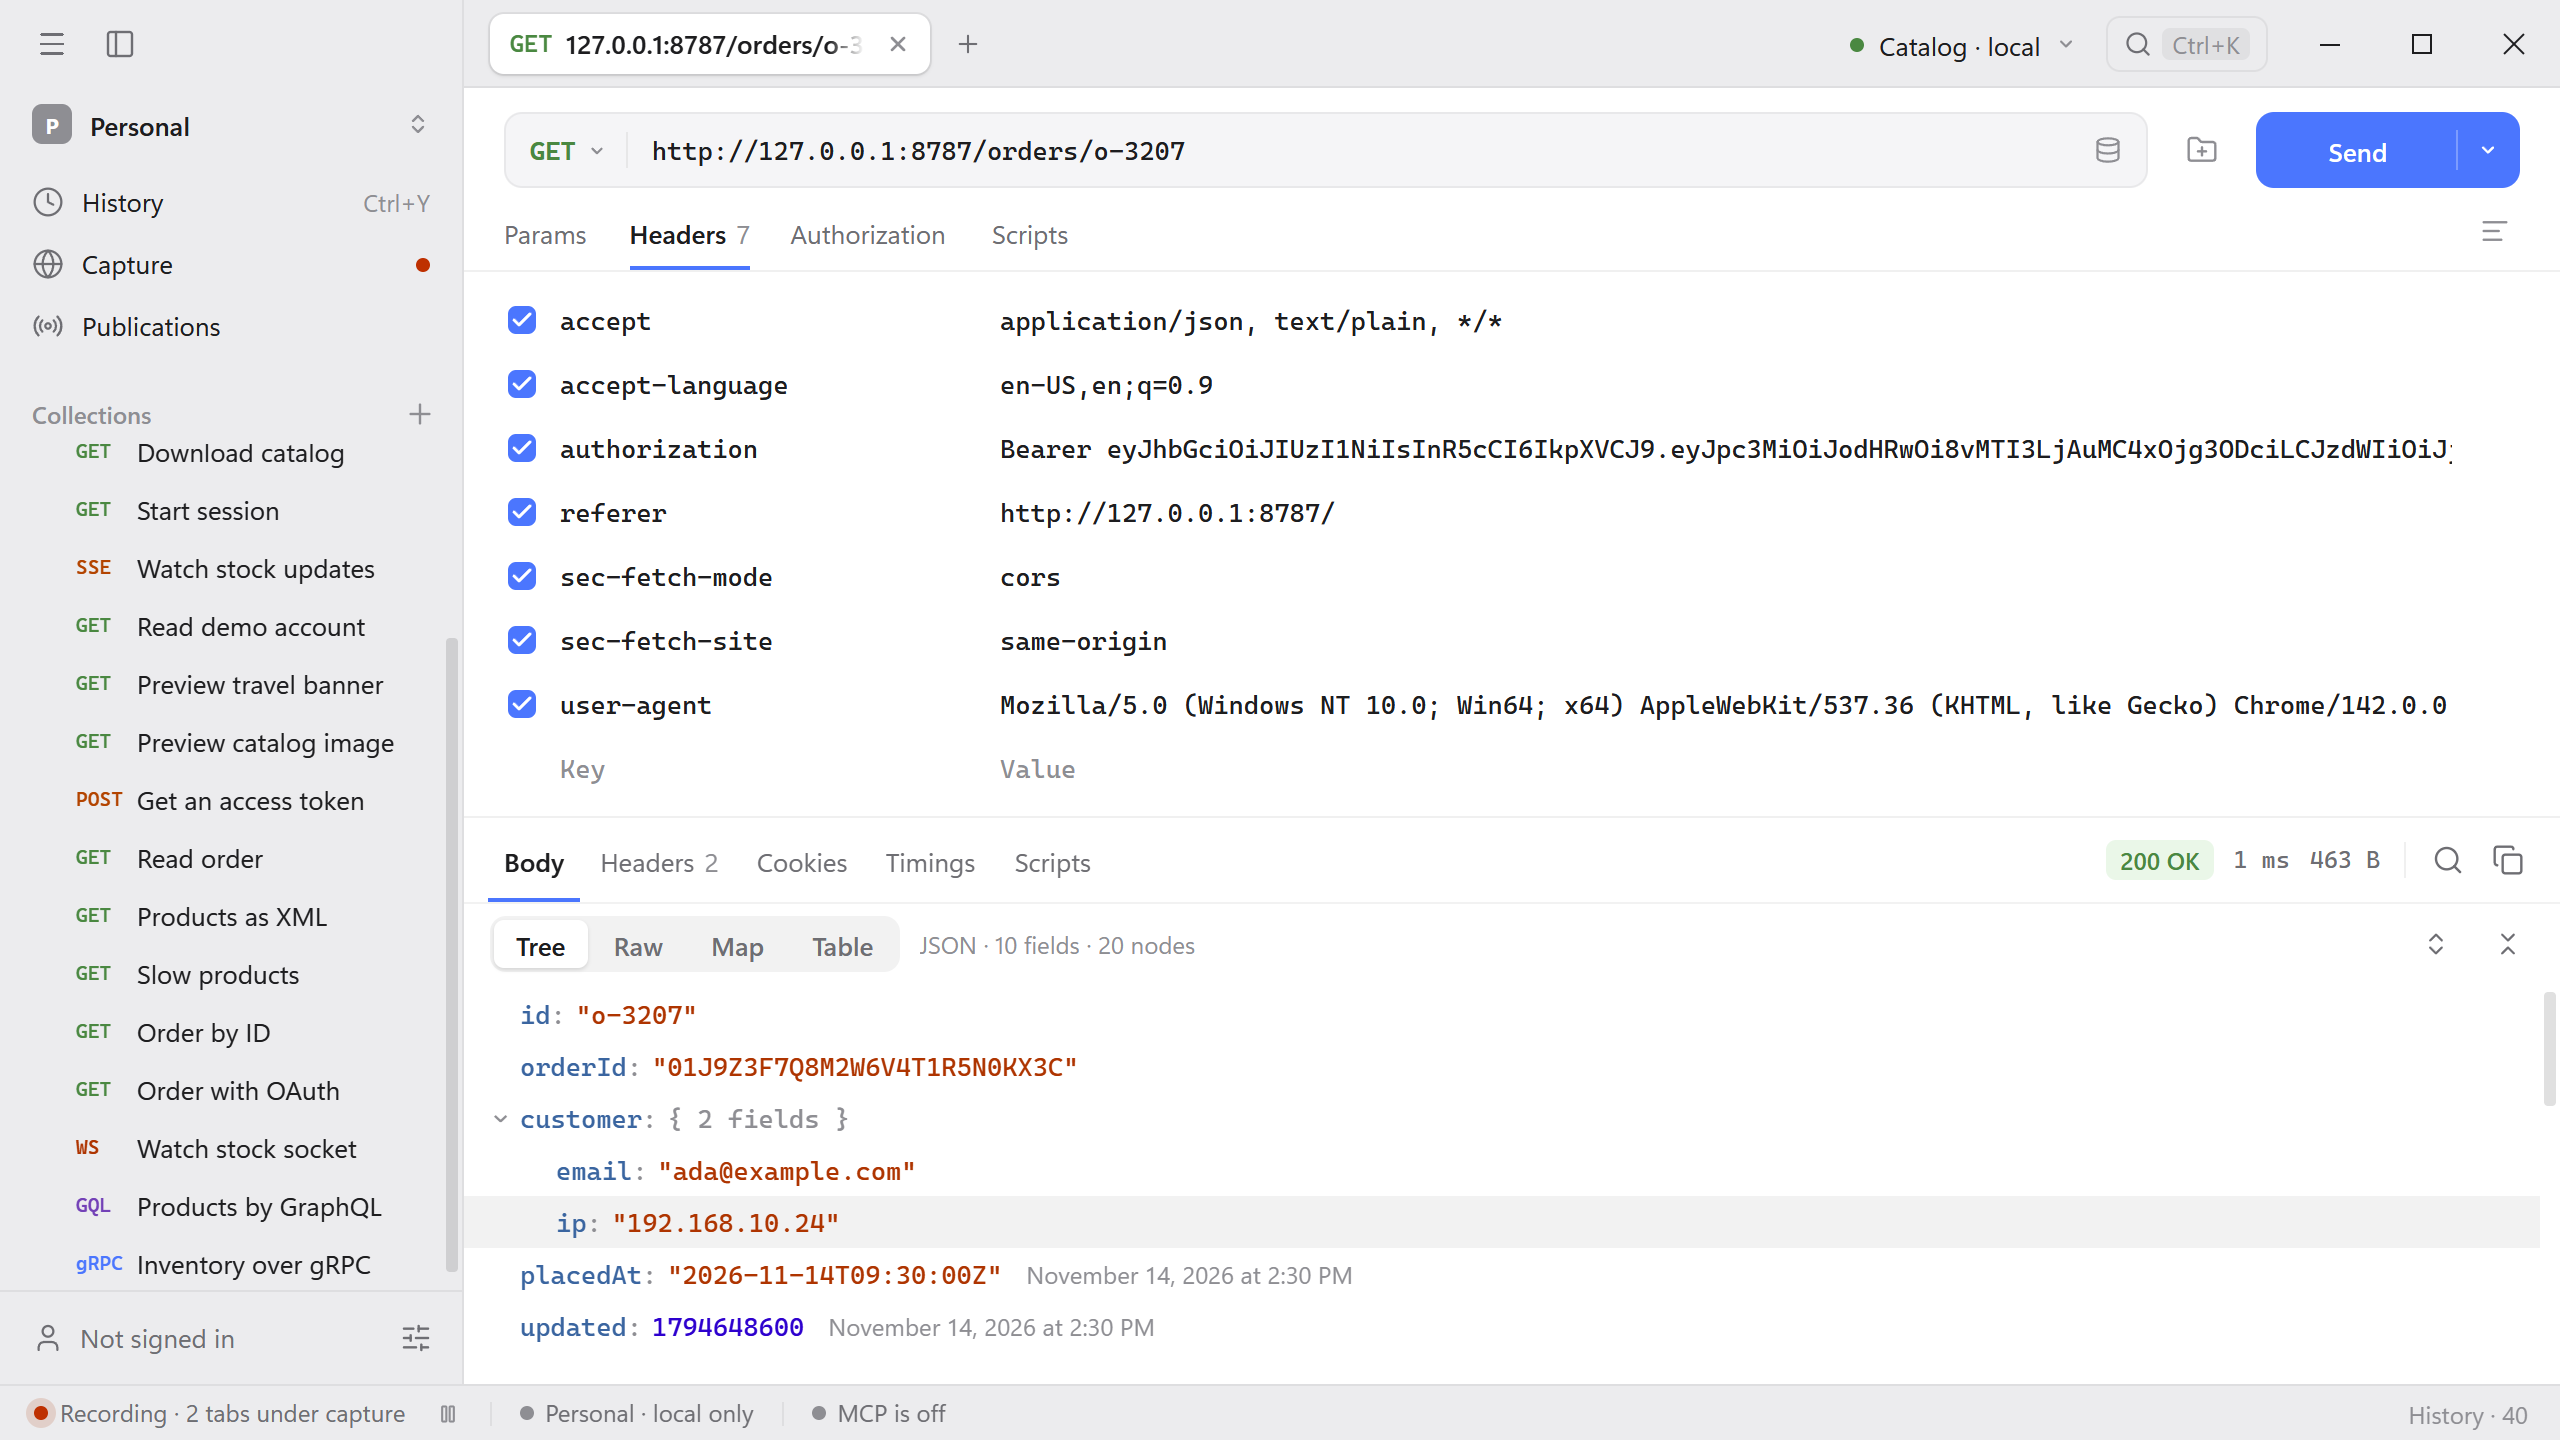 GET 127.0.0.1:8787/orders/o-3
Catalog · local
Ctrl+K
P Personal
History Ctrl+Y
Capture
Publications
Collections
GET Download catalog
GET Start session
SSE Watch stock updates
GET Read demo account
GET Preview travel banner
GET Preview catalog image
POST Get an access token
GET Read order
GET Products as XML
GET Slow products
GET Order by ID
GET Order with OAuth
WS Watch stock socket
GQL Products by GraphQL
gRPC Inventory over gRPC
Not signed in
GET http://127.0.0.1:8787/orders/o-3207
Send
Params Headers 7 Authorization Scripts
accept application/json, text/plain, */*
accept-language en-US,en;q=0.9
authorization Bearer eyJhbGciOiJIUzI1NiIsInR5cCI6IkpXVCJ9.eyJpc3MiOiJodHRwOi8vMTI3LjAuMC4xOjg3ODciLCJzdWIiOiJj
referer http://127.0.0.1:8787/
sec-fetch-mode cors
sec-fetch-site same-origin
user-agent Mozilla/5.0 (Windows NT 10.0; Win64; x64) AppleWebKit/537.36 (KHTML, like Gecko) Chrome/142.0.0
Key Value
Body Headers 2 Cookies Timings Scripts
200 OK 1 ms 463 B
Tree Raw Map Table JSON · 10 fields · 20 nodes
id: "o-3207"
orderId: "01J9Z3F7Q8M2W6V4T1R5N0KX3C"
customer: { 2 fields }
email: "ada@example.com"
ip: "192.168.10.24"
placedAt: "2026-11-14T09:30:00Z" November 14, 2026 at 2:30 PM
updated: 1794648600 November 14, 2026 at 2:30 PM
Recording · 2 tabs under capture
Personal · local only
MCP is off
History · 40